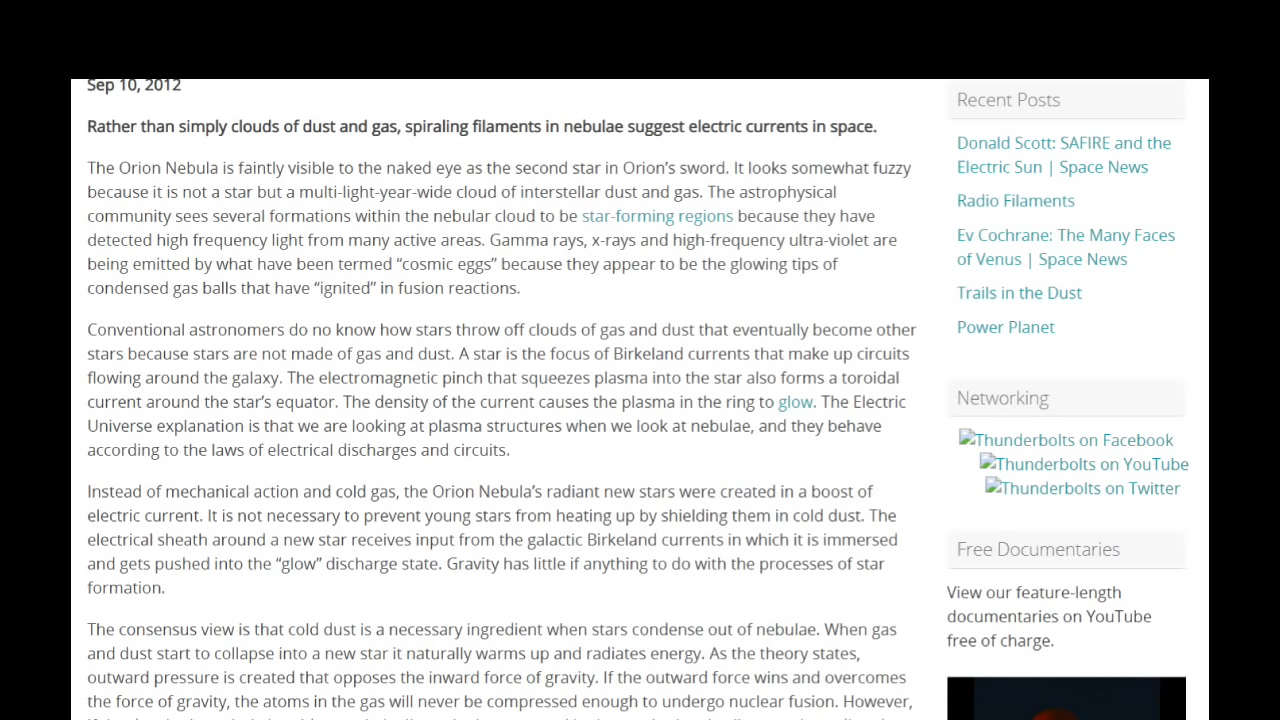 Sep 10, 2012
Rather than simply clouds of dust and gas, spiraling filaments in nebulae suggest electric currents in space.
The Orion Nebula is faintly visible to the naked eye as the second star in Orion’s sword. It looks somewhat fuzzy
because it is not a star but a multi-light-year-wide cloud of interstellar dust and gas. The astrophysical
community sees several formations within the nebular cloud to be star-forming regions because they have
detected high frequency light from many active areas. Gamma rays, x-rays and high-frequency ultra-violet are
being emitted by what have been termed “cosmic eggs” because they appear to be the glowing tips of
condensed gas balls that have “ignited” in fusion reactions.
Conventional astronomers do no know how stars throw off clouds of gas and dust that eventually become other
stars because stars are not made of gas and dust. A star is the focus of Birkeland currents that make up circuits
flowing around the galaxy. The electromagnetic pinch that squeezes plasma into the star also forms a toroidal
current around the star’s equator. The density of the current causes the plasma in the ring to glow. The Electric
Universe explanation is that we are looking at plasma structures when we look at nebulae, and they behave
according to the laws of electrical discharges and circuits.
Instead of mechanical action and cold gas, the Orion Nebula’s radiant new stars were created in a boost of
electric current. It is not necessary to prevent young stars from heating up by shielding them in cold dust. The
electrical sheath around a new star receives input from the galactic Birkeland currents in which it is immersed
and gets pushed into the “glow” discharge state. Gravity has little if anything to do with the processes of star
formation.
The consensus view is that cold dust is a necessary ingredient when stars condense out of nebulae. When gas
and dust start to collapse into a new star it naturally warms up and radiates energy. As the theory states,
outward pressure is created that opposes the inward force of gravity. If the outward force wins and overcomes
the force of gravity, the atoms in the gas will never be compressed enough to undergo nuclear fusion. However,
Recent Posts
Donald Scott: SAFIRE and the
Electric Sun | Space News
Radio Filaments
Ev Cochrane: The Many Faces
of Venus | Space News
Trails in the Dust
Power Planet
Networking
Thunderbolts on Facebook
Thunderbolts on YouTube
Thunderbolts on Twitter
Free Documentaries
View our feature-length
documentaries on YouTube
free of charge.